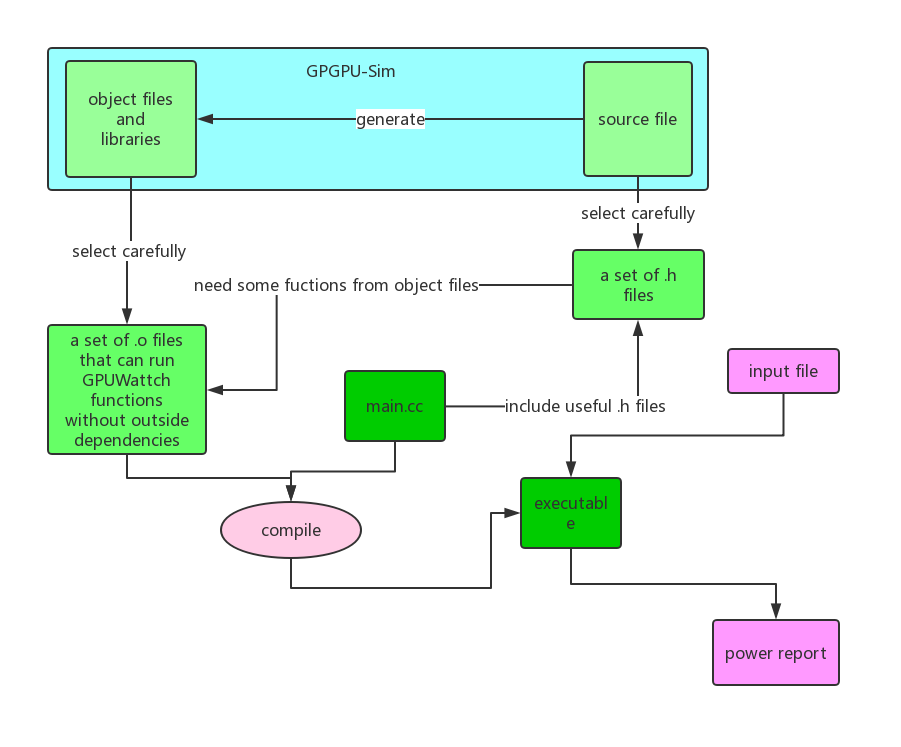 GPGPU-Sim
object files
and
libraries
generate
source file
select carefully
select carefully
need some fuctions from object files
a set of .h
files
a set of .o files
that can run
GPUWattch
functions
without outside
dependencies
main.cc
include useful .h files
input file
executabl
e
compile
power report